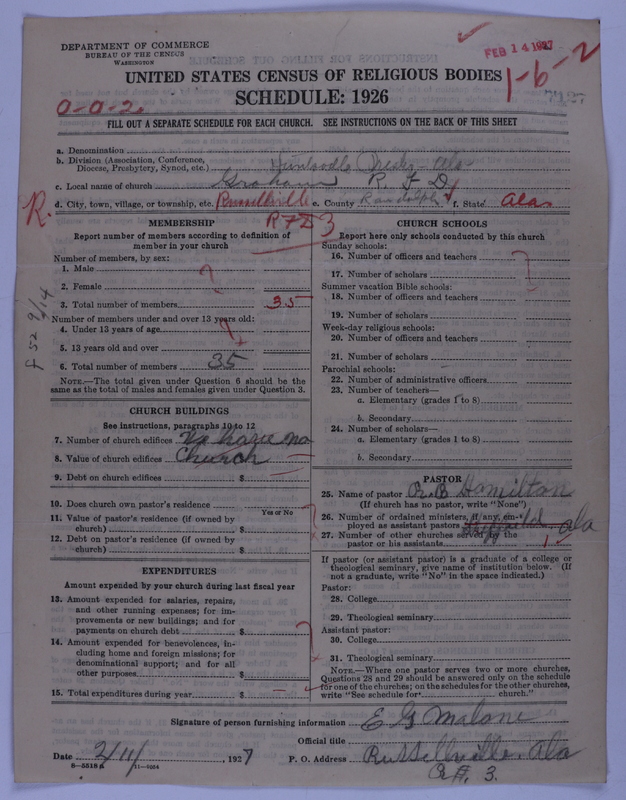 DEPARTMENT OF COMMERCE
BUREAU OF THE CENSUS
WASHINGTON
FEB 14 1927
1-6-2
UNITED STATES CENSUS OF RELIGIOUS BODIES
SCHEDULE: 1926
0-0-2
FILL OUT A SEPARATE SCHEDULE FOR EACH CHURCH. SEE INSTRUCTIONS ON THE BACK OF THIS SHEET
a. Denomination
b. Division (Association, Conference, Diocese, Presbytery, Synod, etc.) Huntsville Presby - Ala
c. Local name of church Graham R F D
d. City, town, village, or township, etc. Russellville e. County Randolph f. State Ala
R.
RFD 3
MEMBERSHIP
Report number of members according to definition of
member in your church
Number of members, by sex:
1. Male
2. Female
3. Total number of members 35
Number of members under and over 13 years old:
4. Under 13 years of age
5. 13 years old and over
6. Total number of members 35
NOTE.—The total given under Question 6 should be the
same as the total of males and females given under Question 3.
CHURCH BUILDINGS
See instructions, paragraphs 10 to 12
7. Number of church edifices We have no
8. Value of church edifices Church
9. Debt on church edifices $
10. Does church own pastor's residence
Yes or No
11. Value of pastor's residence (if owned by
church) $
12. Debt on pastor's residence (if owned by
church) $
EXPENDITURES
Amount expended by your church during last fiscal year
13. Amount expended for salaries, repairs,
and other running expenses; for im-
provements or new buildings; and for
payments on church debt $
14. Amount expended for benevolences, in-
cluding home and foreign missions; for
denominational support; and for all
other purposes $
15. Total expenditures during year $
CHURCH SCHOOLS
Report here only schools conducted by this church
Sunday schools:
16. Number of officers and teachers
17. Number of scholars
Summer vacation Bible schools:
18. Number of officers and teachers
19. Number of scholars
Week-day religious schools:
20. Number of officers and teachers
21. Number of scholars
Parochial schools:
22. Number of administrative officers
23. Number of teachers—
a. Elementary (grades 1 to 8)
b. Secondary
24. Number of scholars—
a. Elementary (grades 1 to 8)
b. Secondary
PASTOR
25. Name of pastor Hamilton
(If church has no pastor, write "None")
26. Number of ordained ministers, if any, em-
ployed as assistant pastors Ala
27. Number of other churches served by the
pastor or his assistants 1
If pastor (or assistant pastor) is a graduate of a college or
theological seminary, give name of institution below. (If
not a graduate, write "No" in the space indicated.)
Pastor:
28. College
29. Theological seminary
Assistant pastor:
30. College
31. Theological seminary
NOTE.—Where one pastor serves two or more churches,
Questions 28 and 29 should be answered only on the schedule
for one of the churches; on the schedules for the other churches,
write "See schedule for church."
Signature of person furnishing information E G Malone
Official title
Date 2/11/ 1927 P. O. Address Russellville, Ala
R #, 3.
8—5518a 11—6024